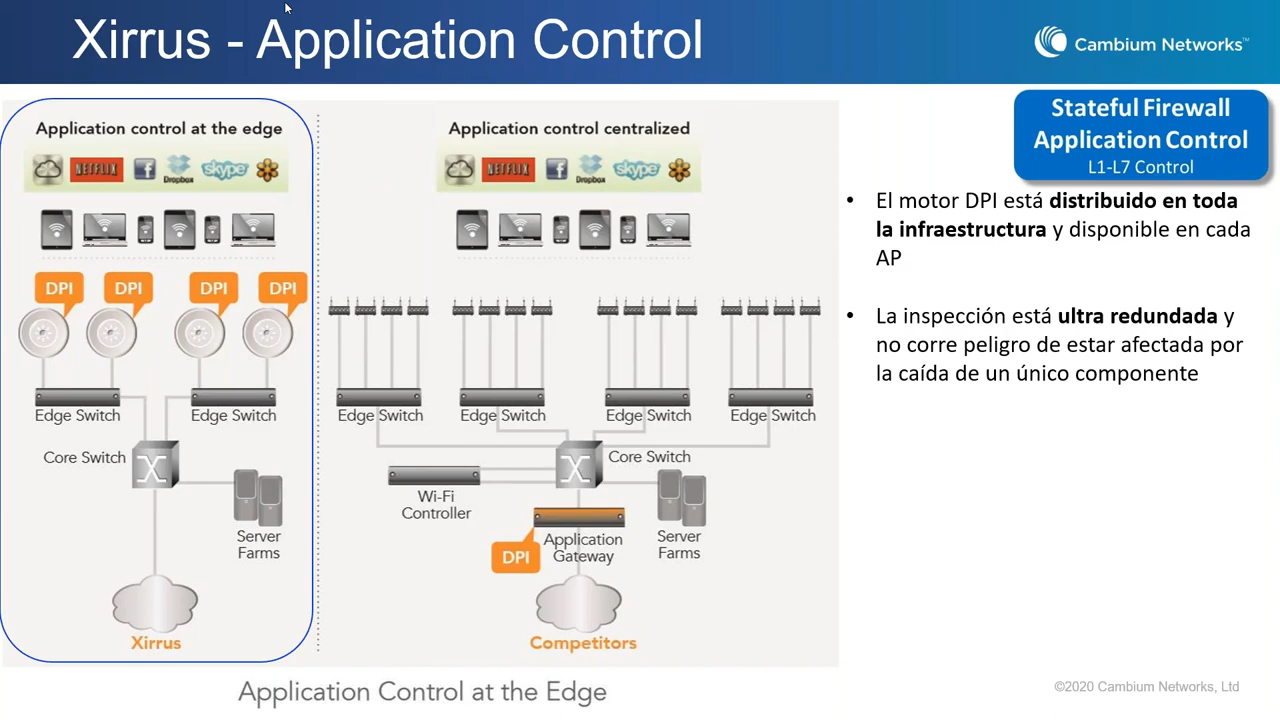 Xirrus - Application Control
Cambium Networks™
Stateful Firewall
Application Control
L1-L7 Control
Application control at the edge
NETFLIX
f
Dropbox
skype
DPI
DPI
DPI
DPI
Edge Switch
Edge Switch
Core Switch
Server
Farms
Xirrus
Application control centralized
NETFLIX
f
Dropbox
skype
Edge Switch
Edge Switch
Edge Switch
Edge Switch
Core Switch
Wi-Fi
Controller
Application
Gateway
DPI
Server
Farms
Competitors
• El motor DPI está distribuido en toda
la infraestructura y disponible en cada
AP
• La inspección está ultra redundada y
no corre peligro de estar afectada por
la caída de un único componente
Application Control at the Edge
©2020 Cambium Networks, Ltd